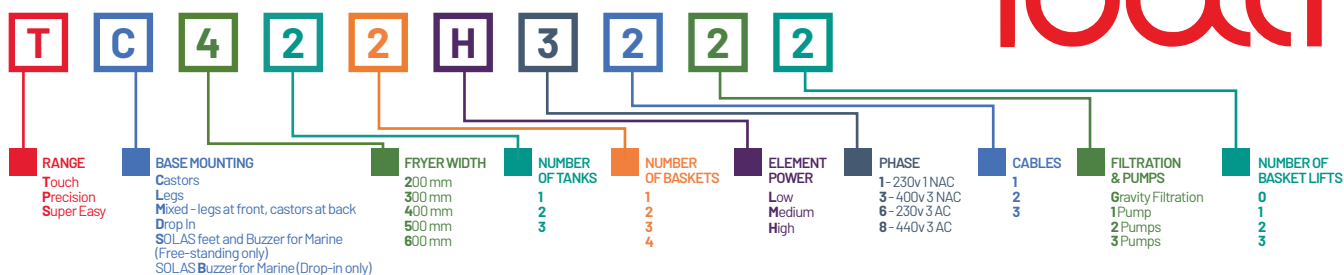 T C 4 2 2 H 3 2 2 2
RANGE
Touch
Precision
Super Easy
BASE MOUNTING
Castors
Legs
Mixed - legs at front, castors at back
Drop In
SOLAS feet and Buzzer for Marine
(Free-standing only)
SOLAS Buzzer for Marine (Drop-in only)
FRYER WIDTH
200 mm
300 mm
400 mm
500 mm
600 mm
NUMBER
OF TANKS
1
2
3
NUMBER
OF BASKETS
1
2
3
4
ELEMENT
POWER
Low
Medium
High
PHASE
1 - 230v 1 NAC
3 - 400v 3 NAC
6 - 230v 3 AC
8 - 440v 3 AC
CABLES
1
2
3
FILTRATION
& PUMPS
Gravity Filtration
1 Pump
2 Pumps
3 Pumps
NUMBER OF
BASKET LIFTS
0
1
2
3